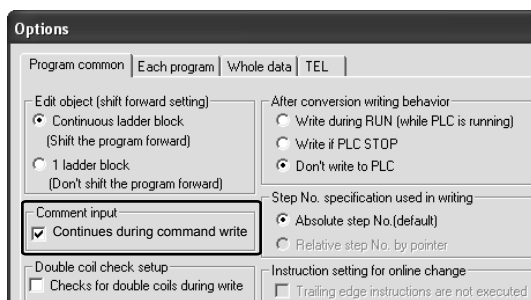 Options
Program common
Each program
Whole data
TEL
Edit object (shift forward setting)
Continuous ladder block
(Shift the program forward)
1 ladder block
(Don't shift the program forward)
Comment input
Continues during command write
Double coil check setup
Checks for double coils during write
After conversion writing behavior
Write during RUN (while PLC is running)
Write if PLC STOP
Don't write to PLC
Step No. specification used in writing
Absolute step No.(default)
Relative step No. by pointer
Instruction setting for online change
Trailing edge instructions are not executed